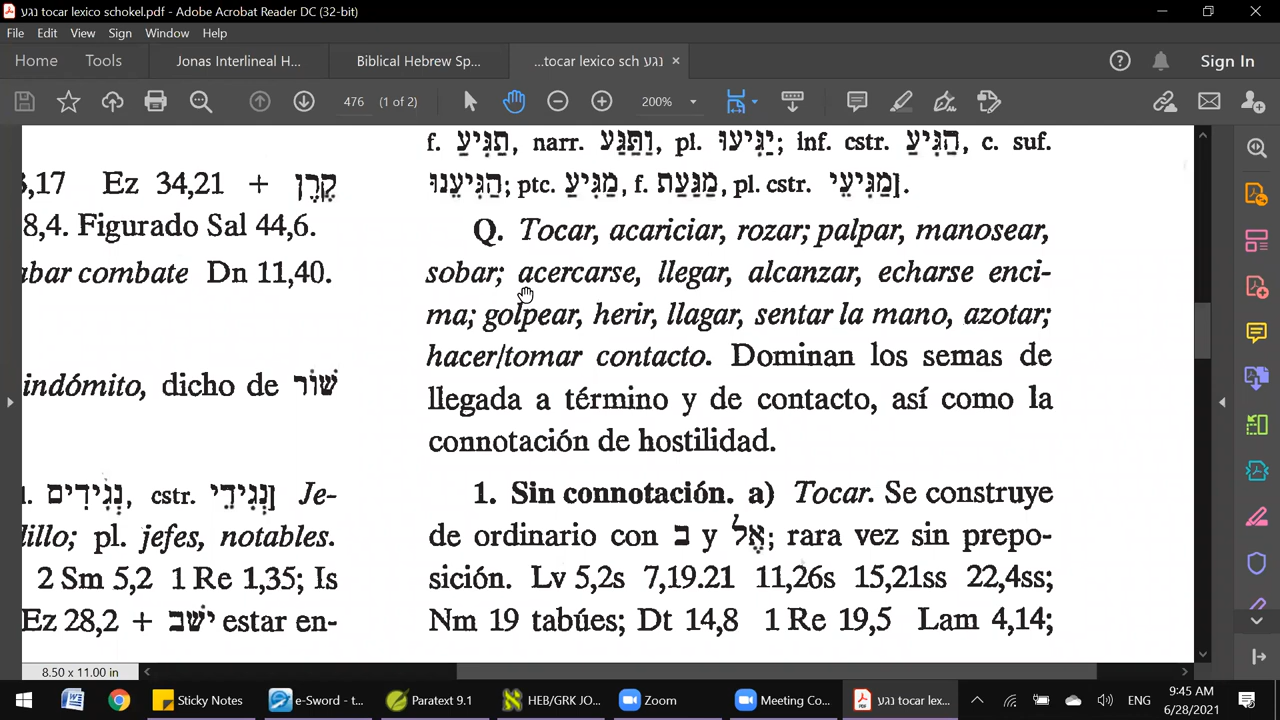 נגע tocar lexico schokel.pdf - Adobe Acrobat Reader DC (32-bit)
File Edit View Sign Window Help
Home Tools Jonas Interlineal H... Biblical Hebrew Sp... ...tocar lexico sch נגע ×
Sign In
476 (1 of 2) 200%
3,17 Ez 34,21 + קֶרֶן
8,4. Figurado Sal 44,6.
abar combate Dn 11,40.
indómito, dicho de שׁוֹר
l. נְגִידִים, cstr. נְגִידֵי] Je-
dillo; pl. jefes, notables.
2 Sm 5,2 1 Re 1,35; Is
Ez 28,2 + ישׁב estar en-
f. תַּגִּיעַ, narr. וַתַּגַּע, pl. יַגִּיעוּ; inf. cstr. הַגִּיעַ, c. suf.
הַגִּיעֵנוּ; ptc. מַגִּיעַ, f. מַגַּעַת, pl. cstr. מַגִּיעֵי].
Q. Tocar, acariciar, rozar; palpar, manosear,
sobar; acercarse, llegar, alcanzar, echarse enci-
ma; golpear, herir, llagar, sentar la mano, azotar;
hacer/tomar contacto. Dominan los semas de
llegada a término y de contacto, así como la
connotación de hostilidad.
1. Sin connotación. a) Tocar. Se construye
de ordinario con ב y אֶל; rara vez sin prepo-
sición. Lv 5,2s 7,19.21 11,26s 15,21ss 22,4ss;
Nm 19 tabúes; Dt 14,8 1 Re 19,5 Lam 4,14;
8.50 x 11.00 in
Sticky Notes e-Sword - t... Paratext 9.1 HEB/GRK JO... Zoom Meeting Co... נגע tocar lex... ENG
9:45 AM
6/28/2021